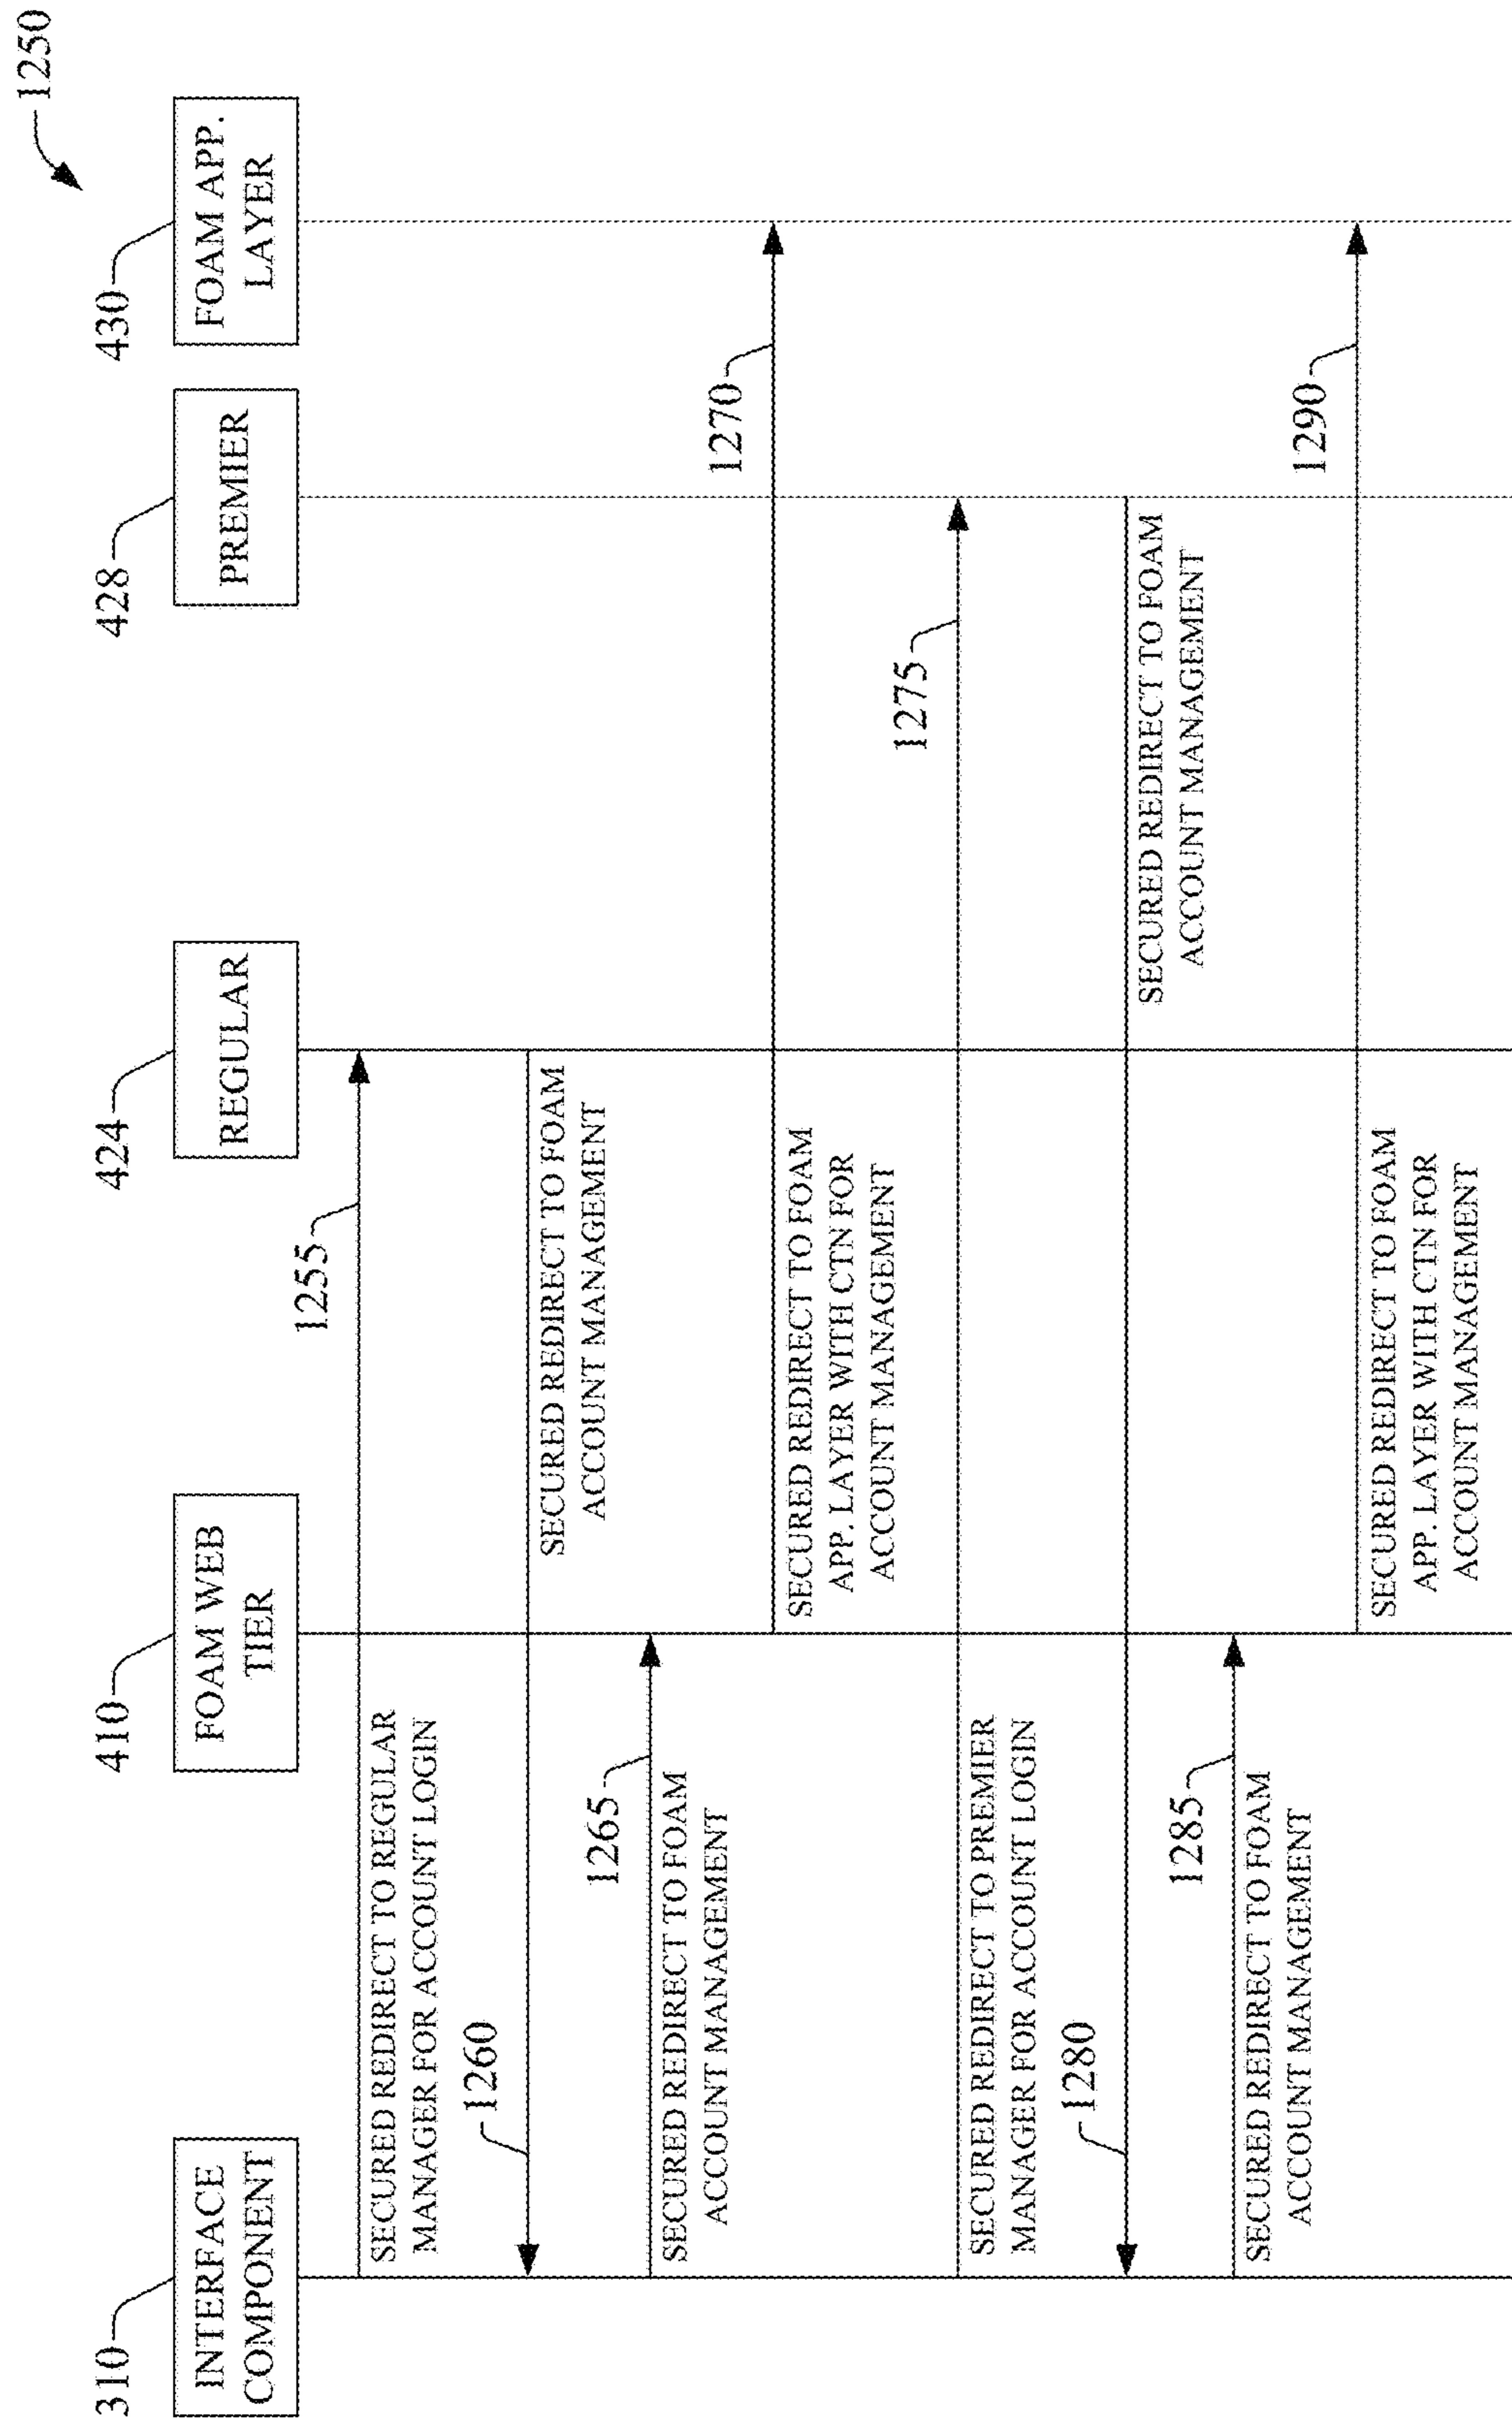 1250
310
410
424
428
430
INTERFACE
COMPONENT
FOAM WEB
TIER
REGULAR
PREMIER
FOAM APP.
LAYER
1255
SECURED REDIRECT TO REGULAR
MANAGER FOR ACCOUNT LOGIN
1260
SECURED REDIRECT TO FOAM
ACCOUNT MANAGEMENT
1265
SECURED REDIRECT TO FOAM
ACCOUNT MANAGEMENT
1270
SECURED REDIRECT TO FOAM
APP. LAYER WITH CTN FOR
ACCOUNT MANAGEMENT
1275
SECURED REDIRECT TO PREMIER
MANAGER FOR ACCOUNT LOGIN
1280
SECURED REDIRECT TO FOAM
ACCOUNT MANAGEMENT
1285
SECURED REDIRECT TO FOAM
ACCOUNT MANAGEMENT
1290
SECURED REDIRECT TO FOAM
APP. LAYER WITH CTN FOR
ACCOUNT MANAGEMENT